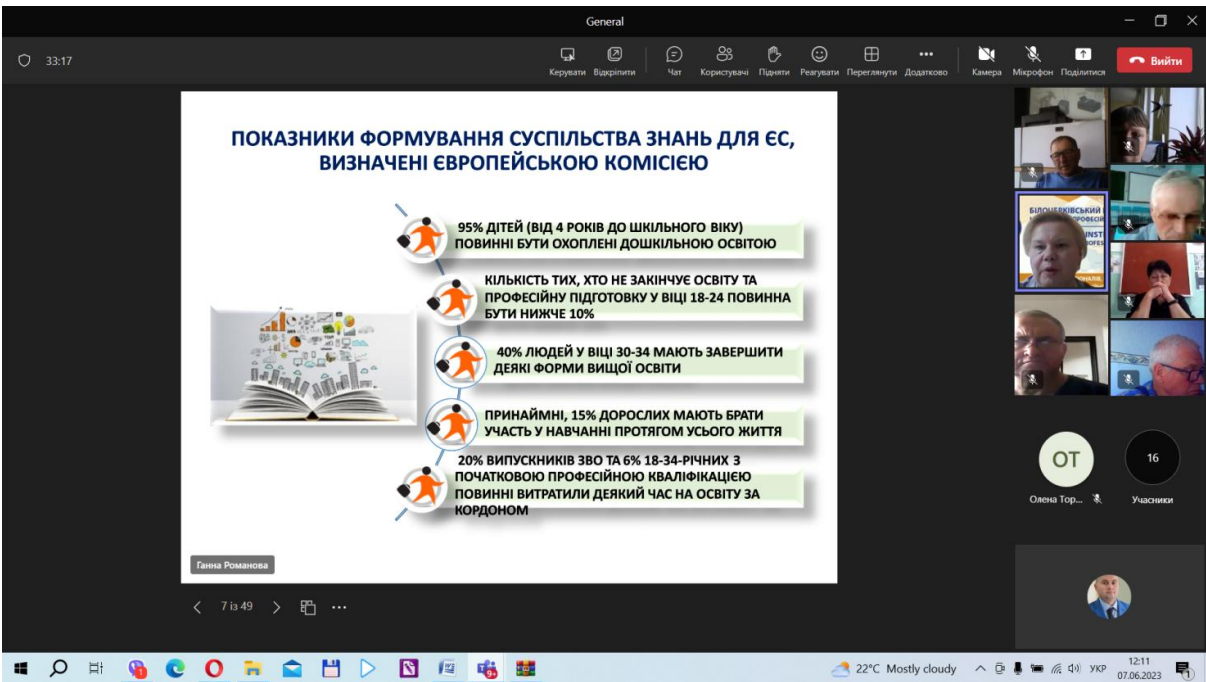 General
33:17
Керувати Відкріпити Чат Користувачі Підняти Реагувати Переглянути Додатково Камера Мікрофон Поділитися Вийти
ПОКАЗНИКИ ФОРМУВАННЯ СУСПІЛЬСТВА ЗНАНЬ ДЛЯ ЄС,
ВИЗНАЧЕНІ ЄВРОПЕЙСЬКОЮ КОМІСІЄЮ
95% ДІТЕЙ (ВІД 4 РОКІВ ДО ШКІЛЬНОГО ВІКУ)
ПОВИННІ БУТИ ОХОПЛЕНІ ДОШКІЛЬНОЮ ОСВІТОЮ
КІЛЬКІСТЬ ТИХ, ХТО НЕ ЗАКІНЧУЄ ОСВІТУ ТА
ПРОФЕСІЙНУ ПІДГОТОВКУ У ВІЦІ 18-24 ПОВИННА
БУТИ НИЖЧЕ 10%
40% ЛЮДЕЙ У ВІЦІ 30-34 МАЮТЬ ЗАВЕРШИТИ
ДЕЯКІ ФОРМИ ВИЩОЇ ОСВІТИ
ПРИНАЙМНІ, 15% ДОРОСЛИХ МАЮТЬ БРАТИ
УЧАСТЬ У НАВЧАННІ ПРОТЯГОМ УСЬОГО ЖИТТЯ
20% ВИПУСКНИКІВ ЗВО ТА 6% 18-34-РІЧНИХ З
ПОЧАТКОВОЮ ПРОФЕСІЙНОЮ КВАЛІФІКАЦІЄЮ
ПОВИННІ ВИТРАТИЛИ ДЕЯКИЙ ЧАС НА ОСВІТУ ЗА
КОРДОНОМ
Ганна Романова
7 із 49
БІЛОЦЕРКІВСЬКИЙ
ОТ
16
Олена Тор...
Учасники
22°C Mostly cloudy
УКР
12:11
07.06.2023